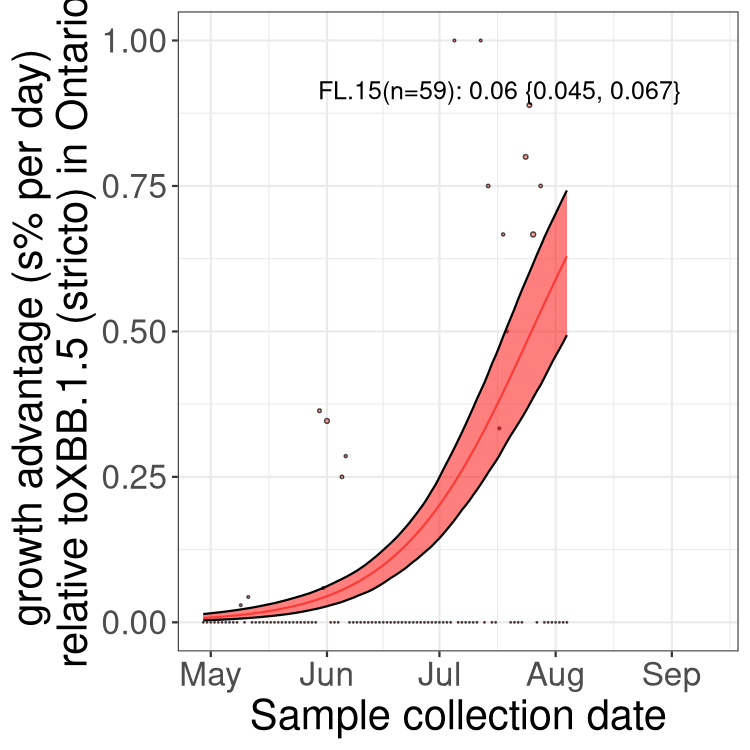 growth advantage (s% per day)
relative toXBB.1.5 (stricto) in Ontario
1.00
0.75
0.50
0.25
0.00
FL.15(n=59): 0.06 {0.045, 0.067}
May Jun Jul Aug Sep
Sample collection date